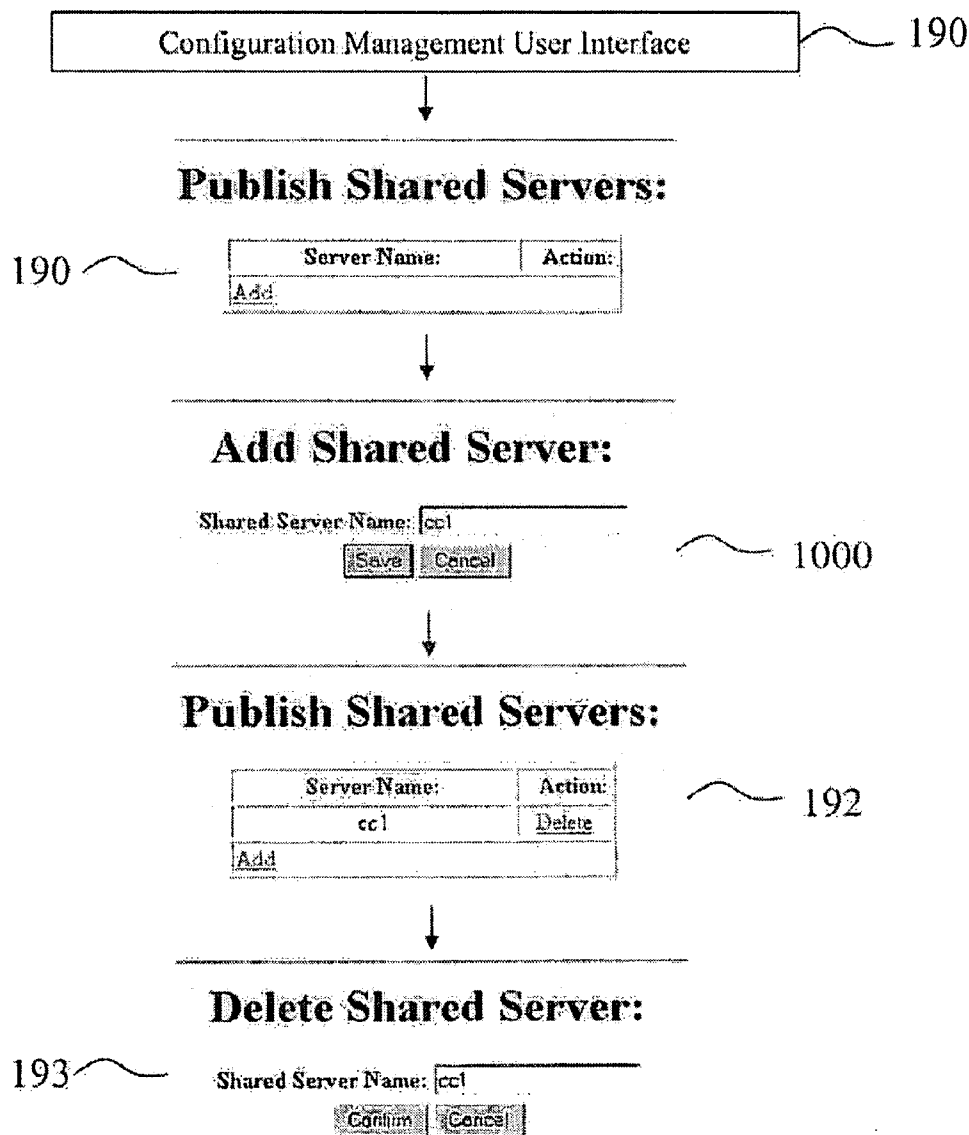 Configuration Management User Interface 190
Publish Shared Servers:
190
Server Name: Action:
Add
Add Shared Server:
Shared Server Name: cc1
Save Cancel
1000
Publish Shared Servers:
Server Name: Action:
cc1 Delete
192
Add
Delete Shared Server:
193
Shared Server Name: cc1
Confirm Cancel